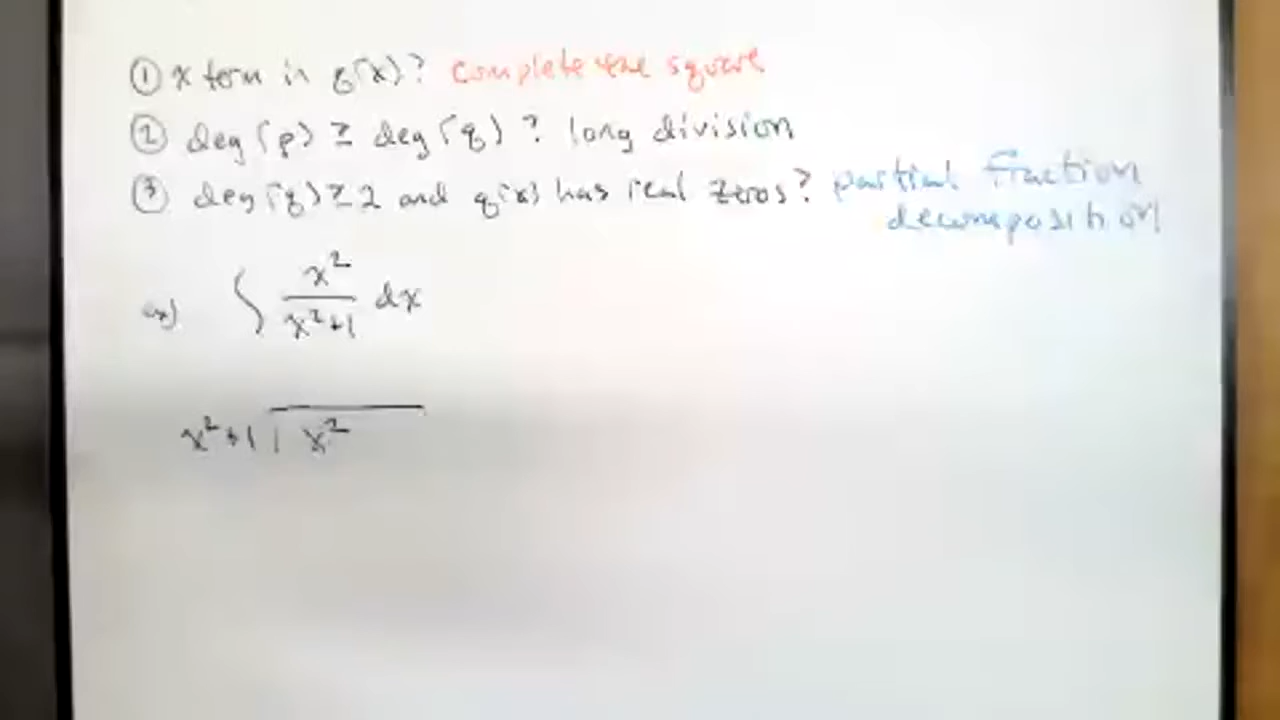 ① x term in q(x)? complete the square
② deg(p) ≥ deg(q)? long division
③ deg(q) ≥ 2 and q(x) has real zeros? partial fraction
decomposition
ex) ∫ x²/(x²+1) dx
x²+1 | x²